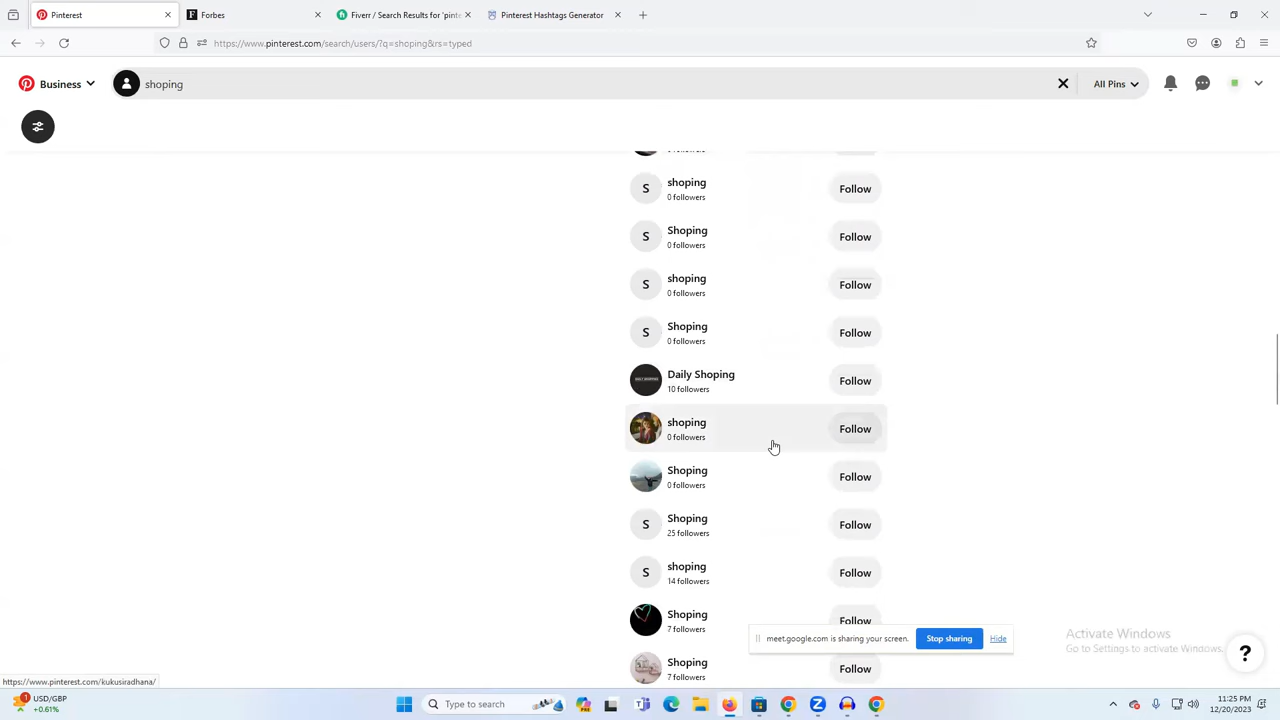 Pinterest
Forbes
Fiverr / Search Results for 'pinte
Pinterest Hashtags Generator
https://www.pinterest.com/search/users/?q=shoping&rs=typed
Business
shoping
All Pins
shoping
0 followers
Follow
Shoping
0 followers
Follow
shoping
0 followers
Follow
Shoping
0 followers
Follow
Daily Shoping
10 followers
Follow
shoping
0 followers
Follow
Shoping
0 followers
Follow
S Shoping
25 followers
Follow
shoping
14 followers
Follow
Shoping
7 followers
Follow
meet.google.com is sharing your screen.
Stop sharing
Hide
Activate Windows
Go to Settings to activate Windows.
Shoping
7 followers
Follow
?
https://www.pinterest.com/kukusiradhana/
USD/GBP
+0.61%
Type to search
11:25 PM
12/20/2023